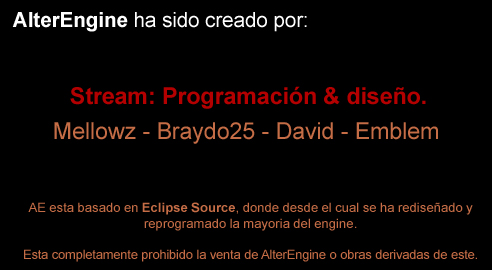 AlterEngine ha sido creado por:
Stream: Programación & diseño.
Mellowz - Braydo25 - David - Emblem
AE esta basado en Eclipse Source, donde desde el cual se ha rediseñado y
reprogramado la mayoria del engine.
Esta completamente prohibido la venta de AlterEngine o obras derivadas de este.